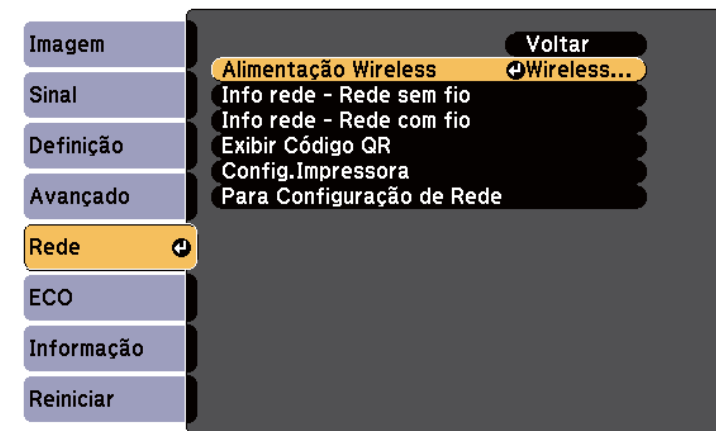 Imagem
Sinal
Definição
Avançado
Rede
ECO
Informação
Reiniciar
Voltar
Alimentação Wireless Wireless...
Info rede - Rede sem fio
Info rede - Rede com fio
Exibir Código QR
Config.Impressora
Para Configuração de Rede